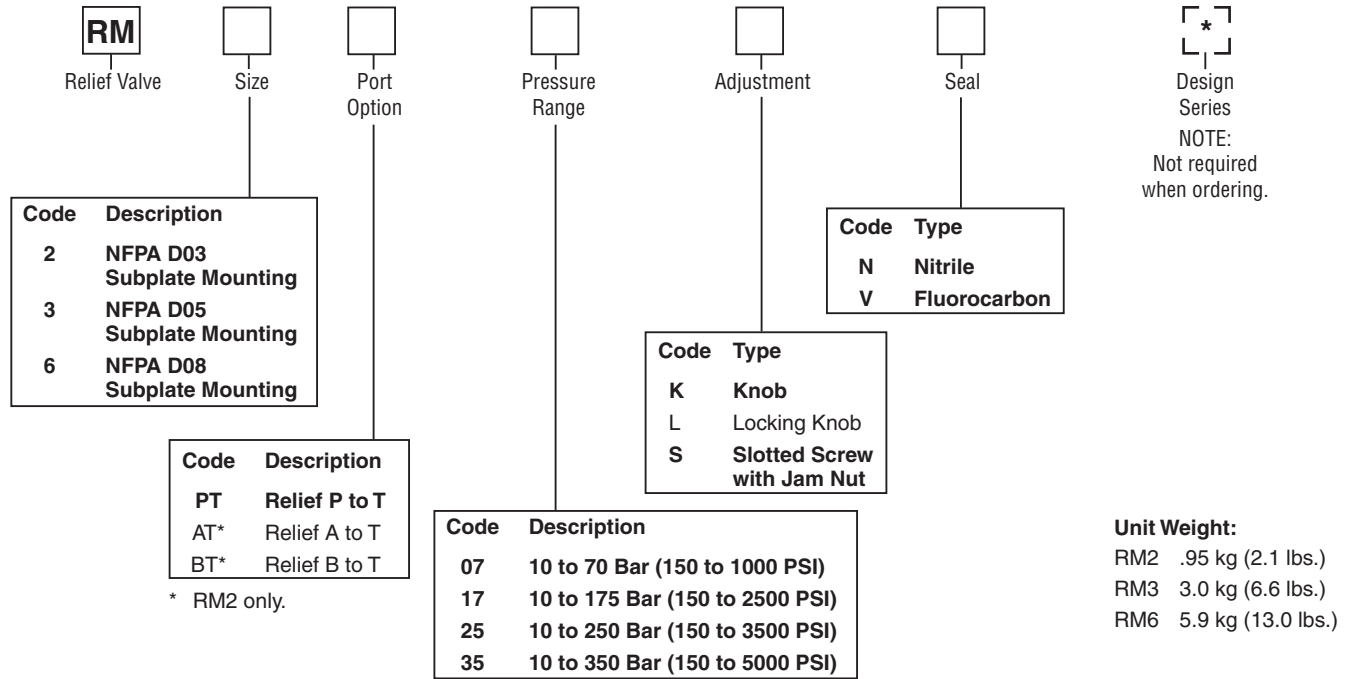 RM
*
Relief Valve
Size
Port
Option
Pressure
Range
Adjustment
Seal
Design
Series
NOTE:
Not required
when ordering.
Code Description
2 NFPA D03
Subplate Mounting
3 NFPA D05
Subplate Mounting
6 NFPA D08
Subplate Mounting
Code Type
N Nitrile
V Fluorocarbon
Code Type
K Knob
L Locking Knob
S Slotted Screw
with Jam Nut
Code Description
PT Relief P to T
AT* Relief A to T
BT* Relief B to T
* RM2 only.
Code Description
07 10 to 70 Bar (150 to 1000 PSI)
17 10 to 175 Bar (150 to 2500 PSI)
25 10 to 250 Bar (150 to 3500 PSI)
35 10 to 350 Bar (150 to 5000 PSI)
Unit Weight:
RM2 .95 kg (2.1 lbs.)
RM3 3.0 kg (6.6 lbs.)
RM6 5.9 kg (13.0 lbs.)